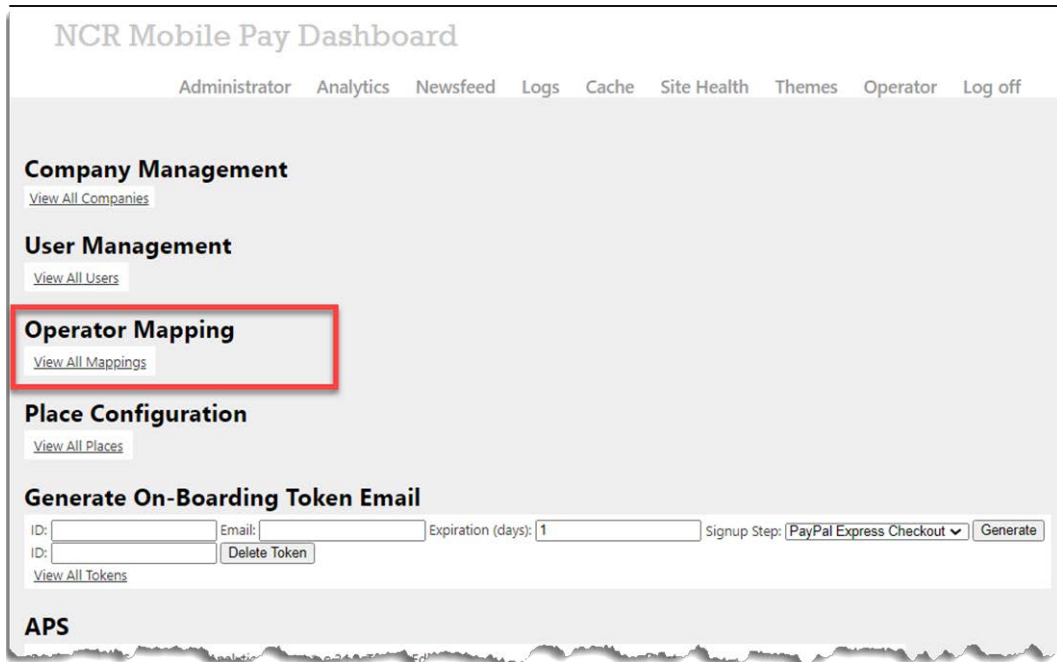 NCR Mobile Pay Dashboard
Administrator Analytics Newsfeed Logs Cache Site Health Themes Operator Log off
Company Management
View All Companies
User Management
View All Users
Operator Mapping
View All Mappings
Place Configuration
View All Places
Generate On-Boarding Token Email
ID: Email: Expiration (days): 1 Signup Step: PayPal Express Checkout Generate
ID: Delete Token
View All Tokens
APS